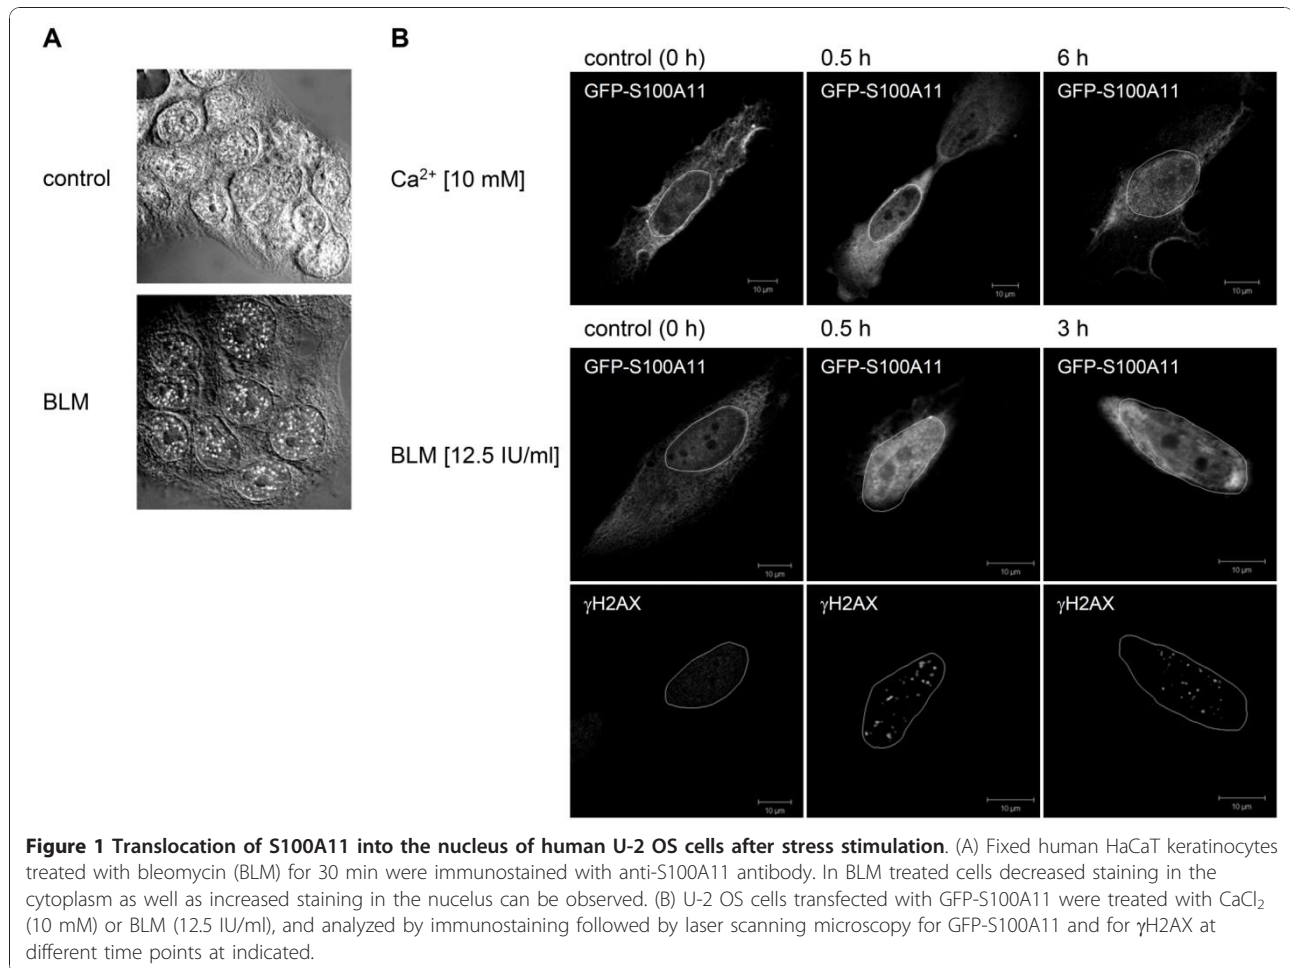 A
B
control
BLM
control (0 h)
0.5 h
6 h
Ca²⁺ [10 mM]
GFP-S100A11
GFP-S100A11
GFP-S100A11
10 µm
10 µm
10 µm
control (0 h)
0.5 h
3 h
BLM [12.5 IU/ml]
GFP-S100A11
GFP-S100A11
GFP-S100A11
10 µm
10 µm
10 µm
γH2AX
γH2AX
γH2AX
10 µm
10 µm
10 µm
Figure 1 Translocation of S100A11 into the nucleus of human U-2 OS cells after stress stimulation. (A) Fixed human HaCaT keratinocytes
treated with bleomycin (BLM) for 30 min were immunostained with anti-S100A11 antibody. In BLM treated cells decreased staining in the
cytoplasm as well as increased staining in the nucelus can be observed. (B) U-2 OS cells transfected with GFP-S100A11 were treated with CaCl₂
(10 mM) or BLM (12.5 IU/ml), and analyzed by immunostaining followed by laser scanning microscopy for GFP-S100A11 and for γH2AX at
different time points at indicated.